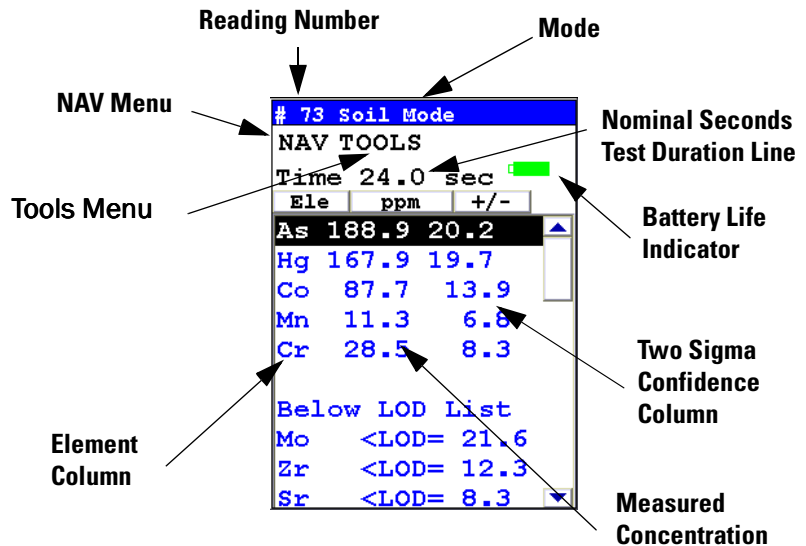 Reading Number
Mode
NAV Menu
# 73 Soil Mode
NAV TOOLS
Nominal Seconds
Test Duration Line
Time 24.0 sec
Tools Menu
Ele ppm +/-
Battery Life
Indicator
As 188.9 20.2
Hg 167.9 19.7
Co 87.7 13.9
Mn 11.3 6.8
Cr 28.5 8.3
Two Sigma
Confidence
Column
Below LOD List
Element
Column
Mo <LOD= 21.6
Zr <LOD= 12.3
Sr <LOD= 8.3
Measured
Concentration